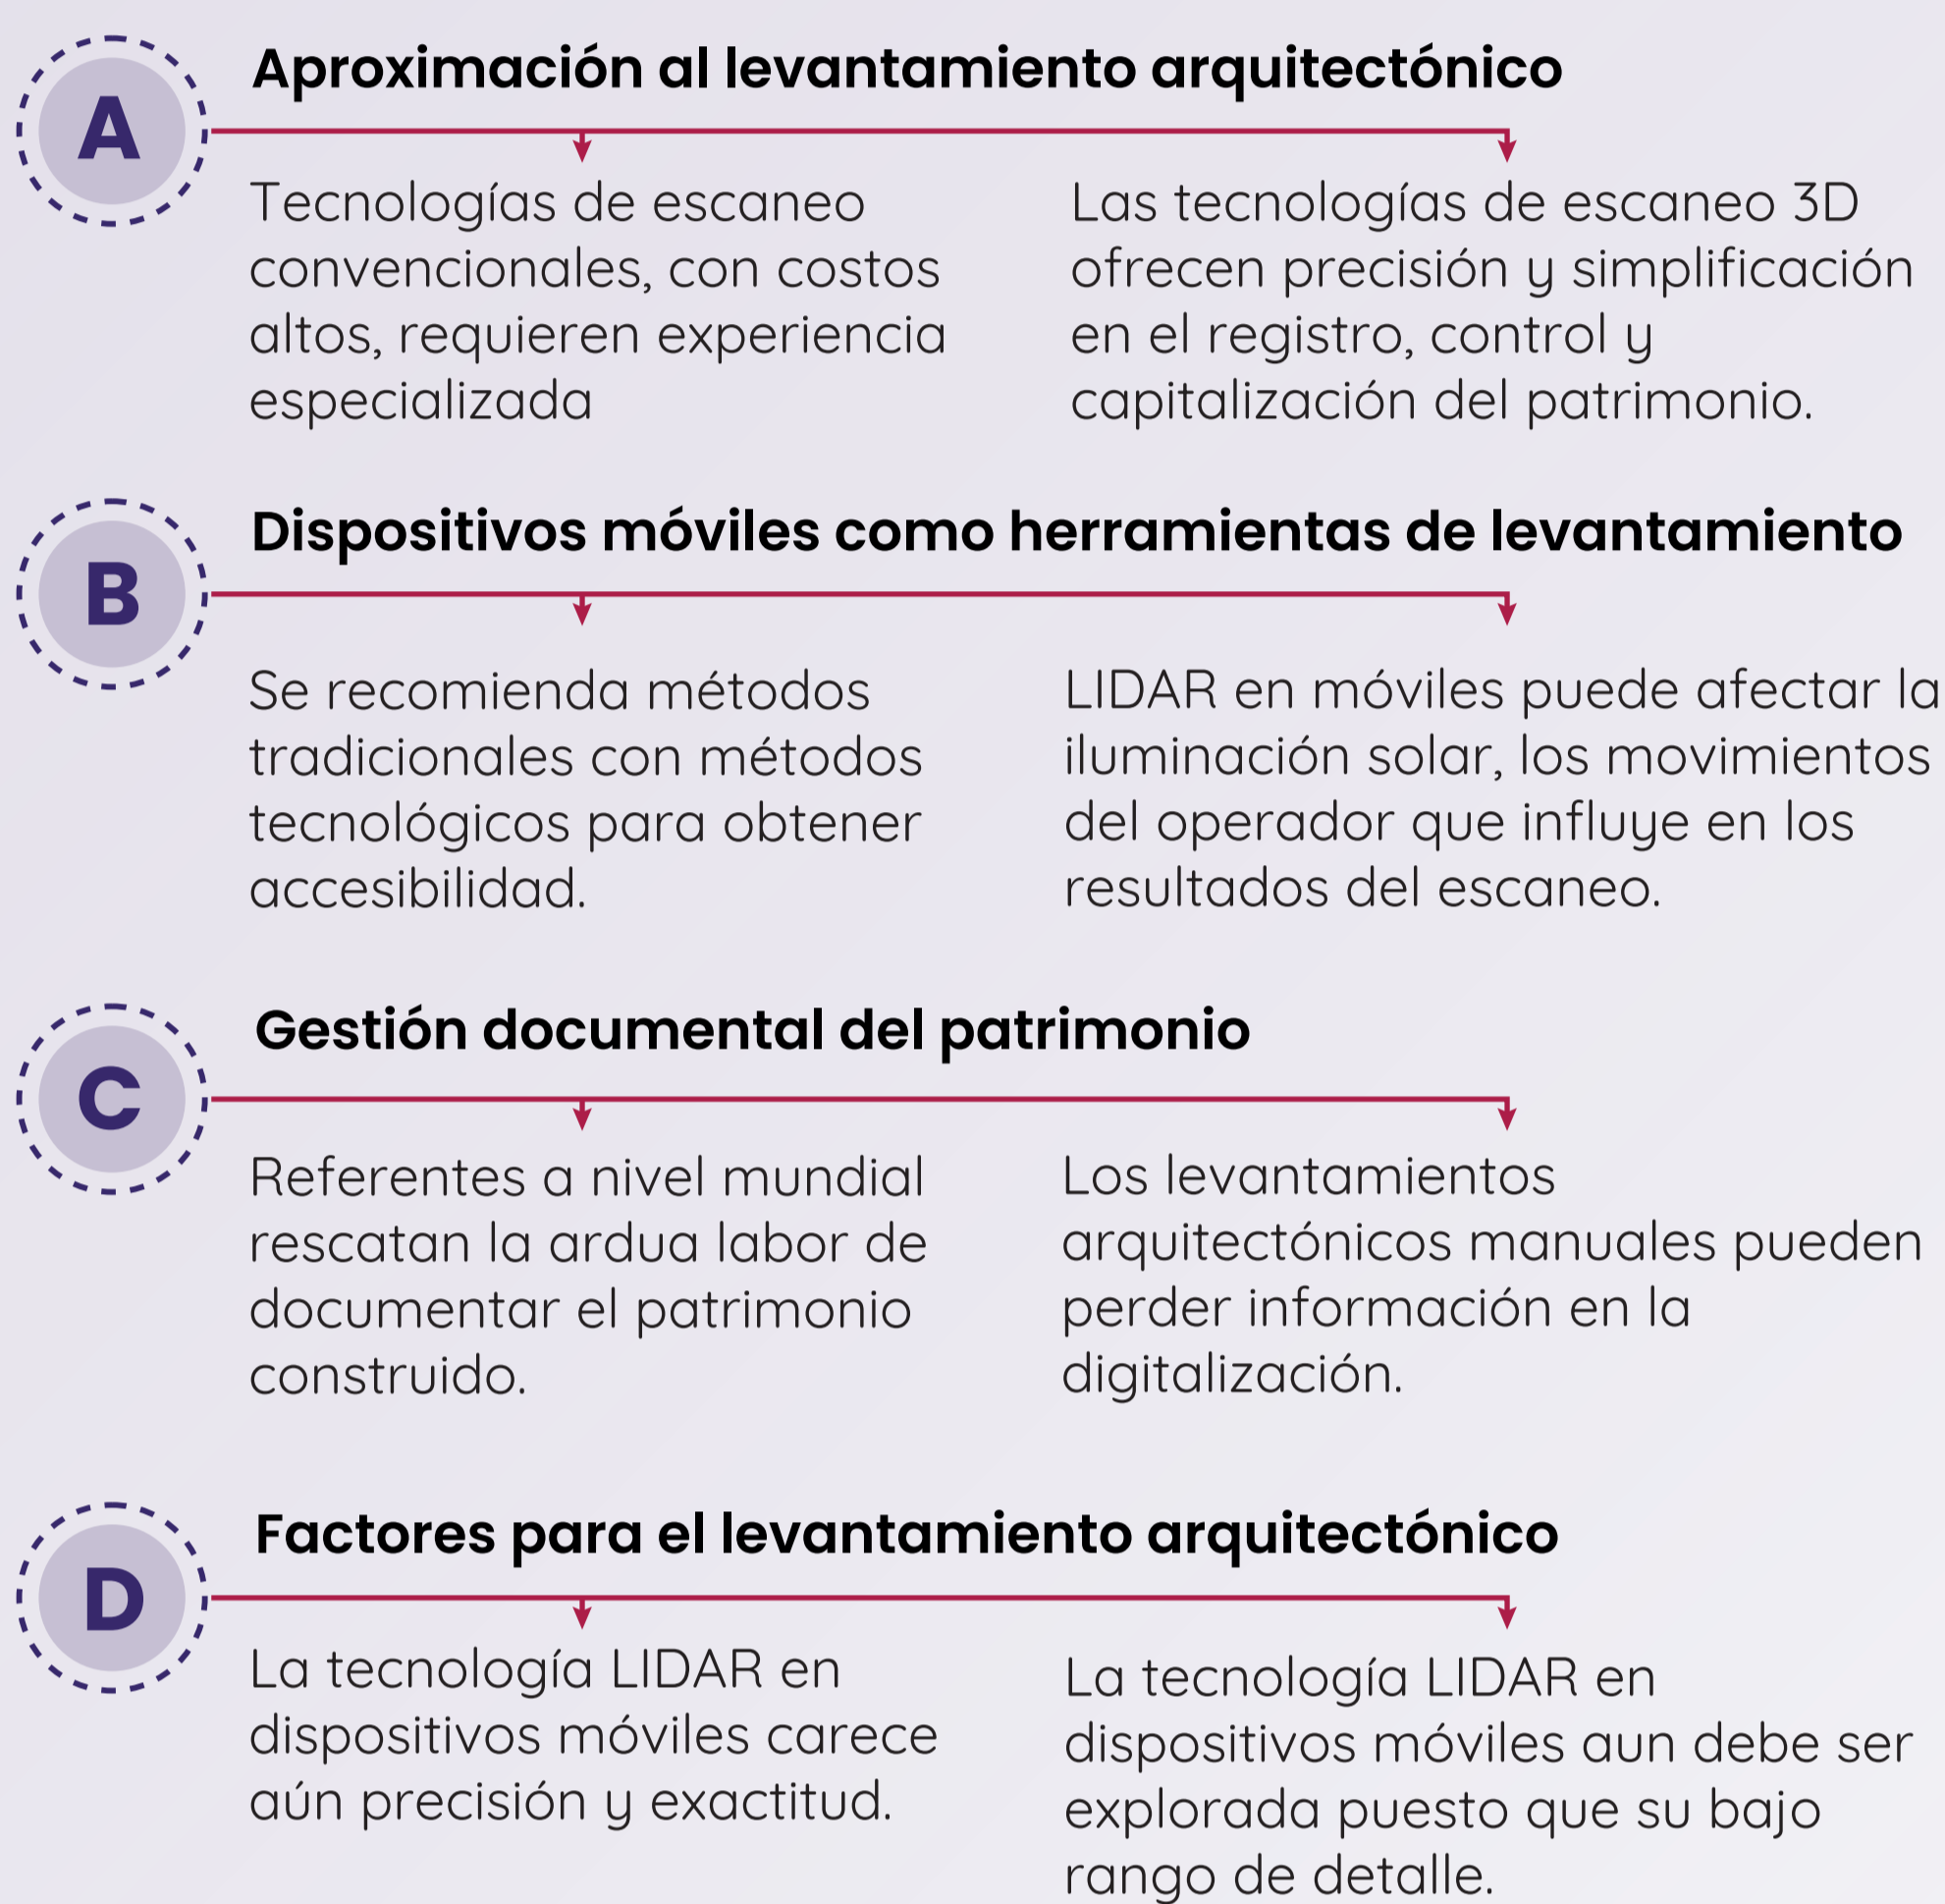 A
Aproximación al levantamiento arquitectónico
Tecnologías de escaneo
convencionales, con costos
altos, requieren experiencia
especializada
Las tecnologías de escaneo 3D
ofrecen precisión y simplificación
en el registro, control y
capitalización del patrimonio.
B
Dispositivos móviles como herramientas de levantamiento
Se recomienda métodos
tradicionales con métodos
tecnológicos para obtener
accesibilidad.
LIDAR en móviles puede afectar la
iluminación solar, los movimientos
del operador que influye en los
resultados del escaneo.
C
Gestión documental del patrimonio
Referentes a nivel mundial
rescatan la ardua labor de
documentar el patrimonio
construido.
Los levantamientos
arquitectónicos manuales pueden
perder información en la
digitalización.
D
Factores para el levantamiento arquitectónico
La tecnología LIDAR en
dispositivos móviles carece
aún precisión y exactitud.
La tecnología LIDAR en
dispositivos móviles aun debe ser
explorada puesto que su bajo
rango de detalle.